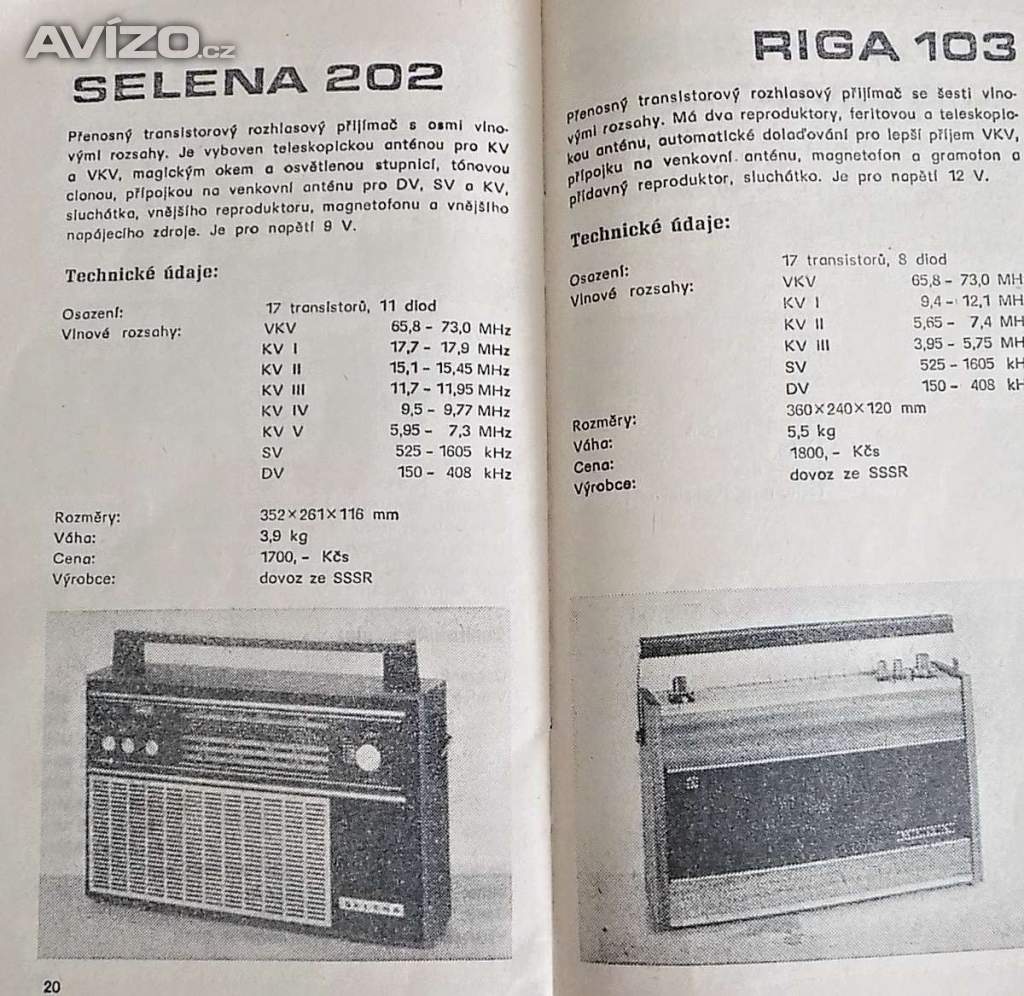 AVÍZO.cz
SELENA 202
Přenosný transistorový rozhlasový přijímač s osmi vlno-
vými rozsahy. Je vybaven teleskopickou anténou pro KV
a VKV, magickým okem a osvětlenou stupnicí, tónovou
clonou, přípojkou na venkovní anténu pro DV, SV a KV,
sluchátka, vnějšího reproduktoru, magnetofonu a vnějšího
napájecího zdroje. Je pro napětí 9 V.
Technické údaje:
Osazení: 17 transistorů, 11 diod
Vlnové rozsahy: VKV 65,8 – 73,0 MHz
KV I 17,7 – 17,9 MHz
KV II 15,1 – 15,45 MHz
KV III 11,7 – 11,95 MHz
KV IV 9,5 – 9,77 MHz
KV V 5,95 – 7,3 MHz
SV 525 – 1605 kHz
DV 150 – 408 kHz
Rozměry: 352×261×116 mm
Váha: 3,9 kg
Cena: 1700,– Kčs
Výrobce: dovoz ze SSSR
SELENA
20
RIGA 103
Přenosný transistorový rozhlasový přijímač se šesti vlno-
vými rozsahy. Má dva reproduktory, feritovou a teleskopic-
kou anténu, automatické dolaďování pro lepší příjem VKV,
přípojku na venkovní anténu, magnetofon a gramofon a
přídavný reproduktor, sluchátko. Je pro napětí 12 V.
Technické údaje:
Osazení: 17 transistorů, 8 diod
Vlnové rozsahy: VKV 65,8 – 73,0 MH
KV I 9,4 – 12,1 MH
KV II 5,65 – 7,4 MH
KV III 3,95 – 5,75 MH
SV 525 – 1605 kH
DV 150 – 408 kH
Rozměry: 360×240×120 mm
Váha: 5,5 kg
Cena: 1800,– Kčs
Výrobce: dovoz ze SSSR